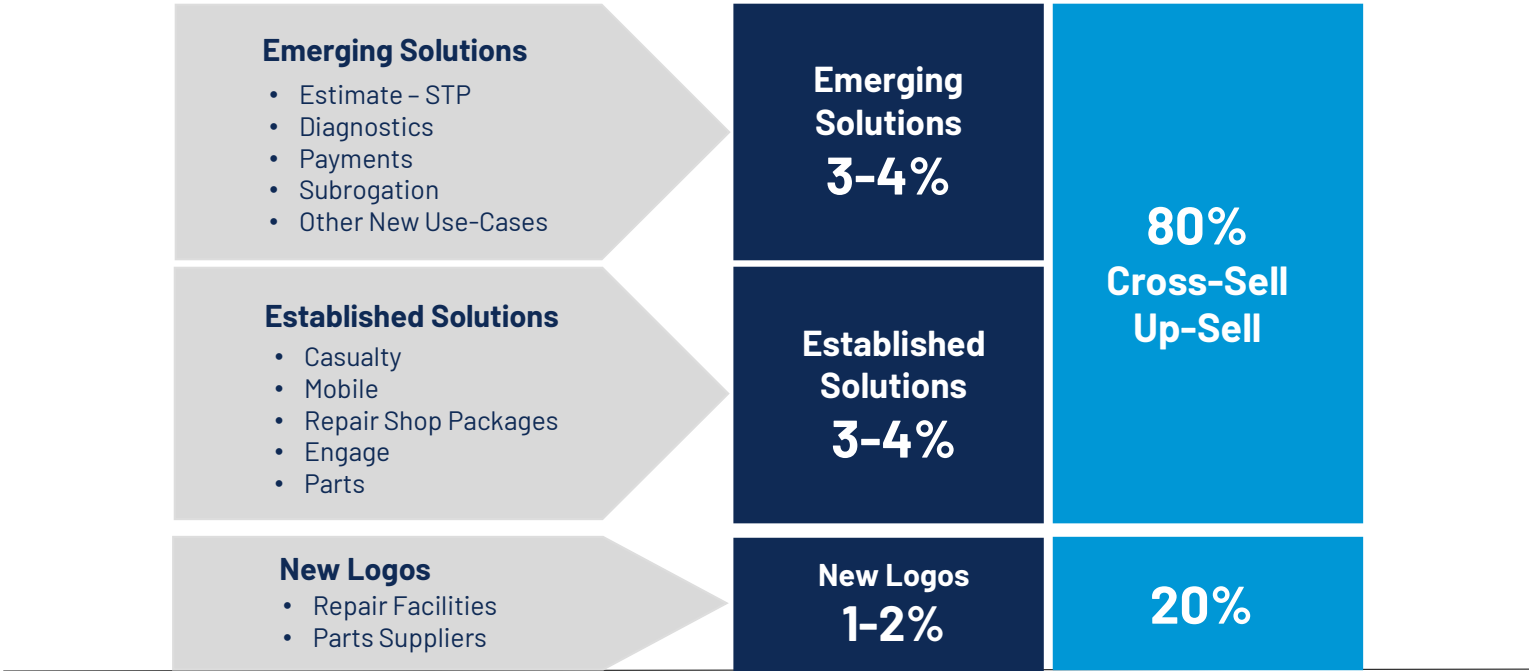 Emerging Solutions
• Estimate – STP
• Diagnostics
• Payments
• Subrogation
• Other New Use-Cases
Emerging
Solutions
3-4%
80%
Cross-Sell
Up-Sell
Established Solutions
• Casualty
• Mobile
• Repair Shop Packages
• Engage
• Parts
Established
Solutions
3-4%
New Logos
• Repair Facilities
• Parts Suppliers
New Logos
1-2%
20%